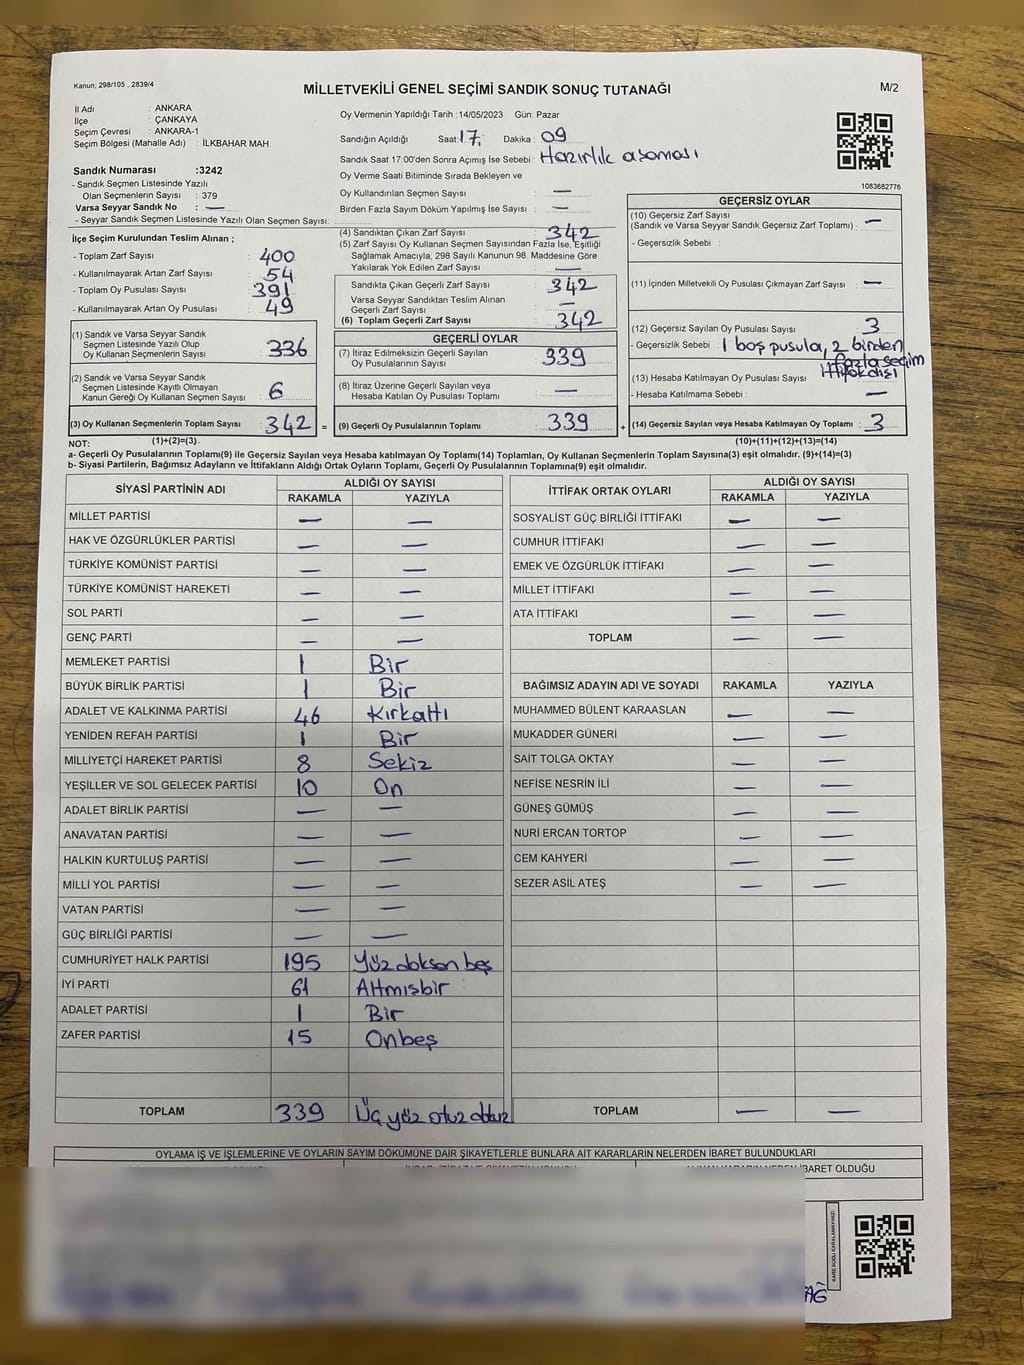 Kanun; 298/105 , 2839/4
MİLLETVEKİLİ GENEL SEÇİMİ SANDIK SONUÇ TUTANAĞI
M/2
İl Adı : ANKARA
İlçe : ÇANKAYA
Seçim Çevresi : ANKARA-1
Seçim Bölgesi (Mahalle Adı) : İLKBAHAR MAH.
Sandık Numarası :3242
- Sandık Seçmen Listesinde Yazılı
Olan Seçmenlerin Sayısı : 379
Varsa Seyyar Sandık No : —
- Seyyar Sandık Seçmen Listesinde Yazılı Olan Seçmen Sayısı:
Oy Vermenin Yapıldığı Tarih :14/05/2023 Gün: Pazar
Sandığın Açıldığı Saat: 17; Dakika : 09
Sandık Saat 17:00'den Sonra Açımış İse Sebebi : Hazırlık aşaması
Oy Verme Saati Bitiminde Sırada Bekleyen ve
Oy Kullandırılan Seçmen Sayısı : —
Birden Fazla Sayım Döküm Yapılmış İse Sayısı : —
1083682776
İlçe Seçim Kurulundan Teslim Alınan ;
- Toplam Zarf Sayısı : 400
- Kullanılmayarak Artan Zarf Sayısı : 54
- Toplam Oy Pusulası Sayısı : 391
- Kullanılmayarak Artan Oy Pusulası : 49
(1) Sandık ve Varsa Seyyar Sandık
Seçmen Listesinde Yazılı Olup
Oy Kullanan Seçmenlerin Sayısı : 336
(2) Sandık ve Varsa Seyyar Sandık
Seçmen Listesinde Kayıtlı Olmayan
Kanun Gereği Oy Kullanan Seçmen Sayısı : 6
(3) Oy Kullanan Seçmenlerin Toplam Sayısı : 342 =
(1)+(2)=(3)
(4) Sandıktan Çıkan Zarf Sayısı : 342
(5) Zarf Sayısı Oy Kullanan Seçmen Sayısından Fazla İse, Eşitliği
Sağlamak Amacıyla, 298 Sayılı Kanunun 98. Maddesine Göre
Yakılarak Yok Edilen Zarf Sayısı : —
Sandıkta Çıkan Geçerli Zarf Sayısı : 342
Varsa Seyyar Sandıktan Teslim Alınan
Geçerli Zarf Sayısı : —
(6) Toplam Geçerli Zarf Sayısı : 342
GEÇERLİ OYLAR
(7) İtiraz Edilmeksizin Geçerli Sayılan
Oy Pusulalarının Sayısı : 339
(8) İtiraz Üzerine Geçerli Sayılan veya
Hesaba Katılan Oy Pusulası Toplamı : —
(9) Geçerli Oy Pusulalarının Toplamı : 339 +
GEÇERSİZ OYLAR
(10) Geçersiz Zarf Sayısı
(Sandık ve Varsa Seyyar Sandık Geçersiz Zarf Toplamı) : —
- Geçersizlik Sebebi :
(11) İçinden Milletvekili Oy Pusulası Çıkmayan Zarf Sayısı : —
(12) Geçersiz Sayılan Oy Pusulası Sayısı : 3
- Geçersizlik Sebebi : 1 boş pusula, 2 birden
fazla seçim
ittifak dışı
(13) Hesaba Katılmayan Oy Pusulası Sayısı
- Hesaba Katılmama Sebebi : —
(14) Geçersiz Sayılan veya Hesaba Katılmayan Oy Toplamı : 3
(10)+(11)+(12)+(13)=(14)
NOT:
a- Geçerli Oy Pusulalarının Toplamı(9) ile Geçersiz Sayılan veya Hesaba katılmayan Oy Toplamı(14) Toplamları, Oy Kullanan Seçmenlerin Toplam Sayısına(3) eşit olmalıdır. (9)+(14)=(3)
b- Siyasi Partilerin, Bağımsız Adayların ve İttifakların Aldığı Ortak Oyların Toplamı, Geçerli Oy Pusulalarının Toplamına(9) eşit olmalıdır.
SİYASİ PARTİNİN ADI ALDIĞI OY SAYISI
RAKAMLA YAZIYLA
MİLLET PARTİSİ — —
HAK VE ÖZGÜRLÜKLER PARTİSİ — —
TÜRKİYE KOMÜNİST PARTİSİ — —
TÜRKİYE KOMÜNİST HAREKETİ — —
SOL PARTİ — —
GENÇ PARTİ — —
MEMLEKET PARTİSİ 1 Bir
BÜYÜK BİRLİK PARTİSİ 1 Bir
ADALET VE KALKINMA PARTİSİ 46 Kırkaltı
YENİDEN REFAH PARTİSİ 1 Bir
MİLLİYETÇİ HAREKET PARTİSİ 8 Sekiz
YEŞİLLER VE SOL GELECEK PARTİSİ 10 On
ADALET BİRLİK PARTİSİ — —
ANAVATAN PARTİSİ — —
HALKIN KURTULUŞ PARTİSİ — —
MİLLİ YOL PARTİSİ — —
VATAN PARTİSİ — —
GÜÇ BİRLİĞİ PARTİSİ — —
CUMHURİYET HALK PARTİSİ 195 Yüz doksan beş
İYİ PARTİ 61 Altmışbir
ADALET PARTİSİ 1 Bir
ZAFER PARTİSİ 15 Onbeş
TOPLAM 339 Üç yüz otuz dokuz
İTTİFAK ORTAK OYLARI ALDIĞI OY SAYISI
RAKAMLA YAZIYLA
SOSYALİST GÜÇ BİRLİĞİ İTTİFAKI — —
CUMHUR İTTİFAKI — —
EMEK VE ÖZGÜRLÜK İTTİFAKI — —
MİLLET İTTİFAKI — —
ATA İTTİFAKI — —
TOPLAM — —
BAĞIMSIZ ADAYIN ADI VE SOYADI RAKAMLA YAZIYLA
MUHAMMED BÜLENT KARAASLAN — —
MUKADDER GÜNERİ — —
SAİT TOLGA OKTAY — —
NEFİSE NESRİN İLİ — —
GÜNEŞ GÜMÜŞ — —
NURİ ERCAN TORTOP — —
CEM KAHYERİ — —
SEZER ASİL ATEŞ — —
TOPLAM — —
OYLAMA İŞ VE İŞLEMLERİNE VE OYLARIN SAYIM DÖKÜMÜNE DAİR ŞİKAYETLERLE BUNLARA AİT KARARLARIN NELERDEN İBARET BULUNDUKLARI
İBARET OLDUĞU
KARE KODU KARALAMAYINIZ!
AĞ